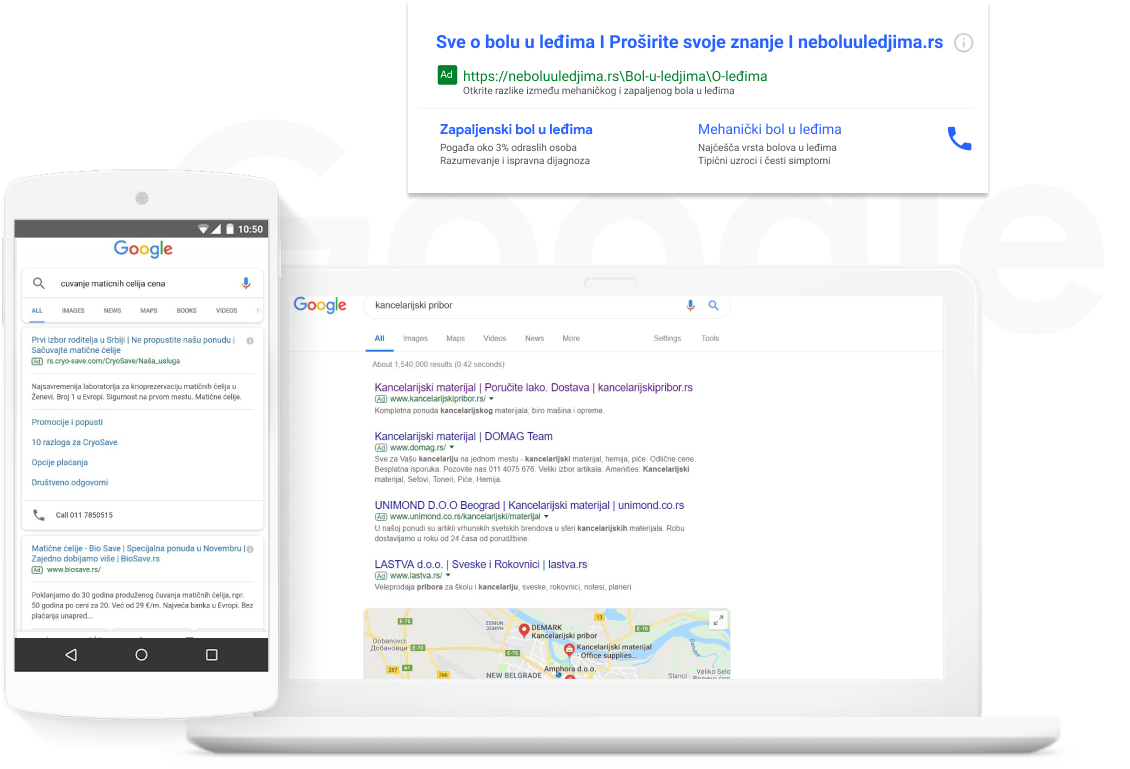 Sve o bolu u leđima I Proširite svoje znanje I neboluuledjima.rs
Ad https://neboluuledjima.rs\Bol-u-ledjima\O-leđima
Otkrite razlike između mehaničkog i zapaljenog bola u leđima
Zapaljenski bol u leđima
Pogađa oko 3% odraslih osoba
Razumevanje i ispravna dijagnoza
Mehanički bol u leđima
Najčešča vrsta bolova u leđima
Tipični uzroci i česti simptomi
Google
10:50
Google
cuvanje maticnih celija cena
ALL IMAGES NEWS MAPS BOOKS VIDEOS
Prvi izbor roditelja u Srbiji | Ne propustite našu ponudu |
Sačuvajte matične ćelije
Ad rs.cryo-save.com/CryoSave/Naša_usluga
Najsavremenija laboratorija za krioprezervaciju matičnih ćelija u
Ženevi. Broj 1 u Evropi. Sigurnost na prvom mestu. Matične ćelije.
Promocije i popusti
10 razloga za CryoSave
Opcije plaćanja
Društveno odgovorni
Call 011 7850515
Matične ćelije - Bio Save | Specijalna ponuda u Novembru |
Zajedno dobijamo više | BioSave.rs
Ad www.biosave.rs/
Poklanjamo do 30 godina produženog čuvanja matičnih ćelija, npr.
50 godina po ceni za 20. Već od 29 €/m. Najveća banka u Evropi. Bez
plaćanja unapred...
Google
kancelarijski pribor
All Images Maps Videos News More Settings Tools
About 1,540,000 results (0.42 seconds)
Kancelarijski materijal | Poručite lako. Dostava | kancelarijskipribor.rs
Ad www.kancelarijskipribor.rs/
Kompletna ponuda kancelarijskog materijala, biro mašina i opreme.
Kancelarijski materijal | DOMAG Team
Ad www.domag.rs/
Sve za Vašu kancelariju na jednom mestu - kancelarijski materijal, hemija, piče. Odlične cene.
Besplatna isporuka. Pozovite nas 011 4075 676. Veliki izbor artikala. Amenities: Kancelarijski
materijal, Sefovi, Toneri, Piće, Hemija.
UNIMOND D.O.O Beograd | Kancelarijski materijal | unimond.co.rs
Ad www.unimond.co.rs/kancelarijski/materijal
U našoj ponudi su artikli vrhunskih svetskih brendova u sferi kancelarijskih materijala. Robu
dostavljamo u roku od 24 časa od porudžbine.
LASTVA d.o.o. | Sveske i Rokovnici | lastva.rs
Ad www.lastva.rs/
Veleprodaja pribora za školu i kancelariju, sveske, rokovnici, notesi, planeri
E-75
13
ZEMUN
ЗЕМУН
DEMARK
Kancelarijski pribor
E-70
Dobanovci
Добановци
E-70
E-75
Kancelarijski materijal
- Office supplies...
267
A1
266
NEW BELGRADE
Amphora d.o.o.
Slanci
Veliko Selo